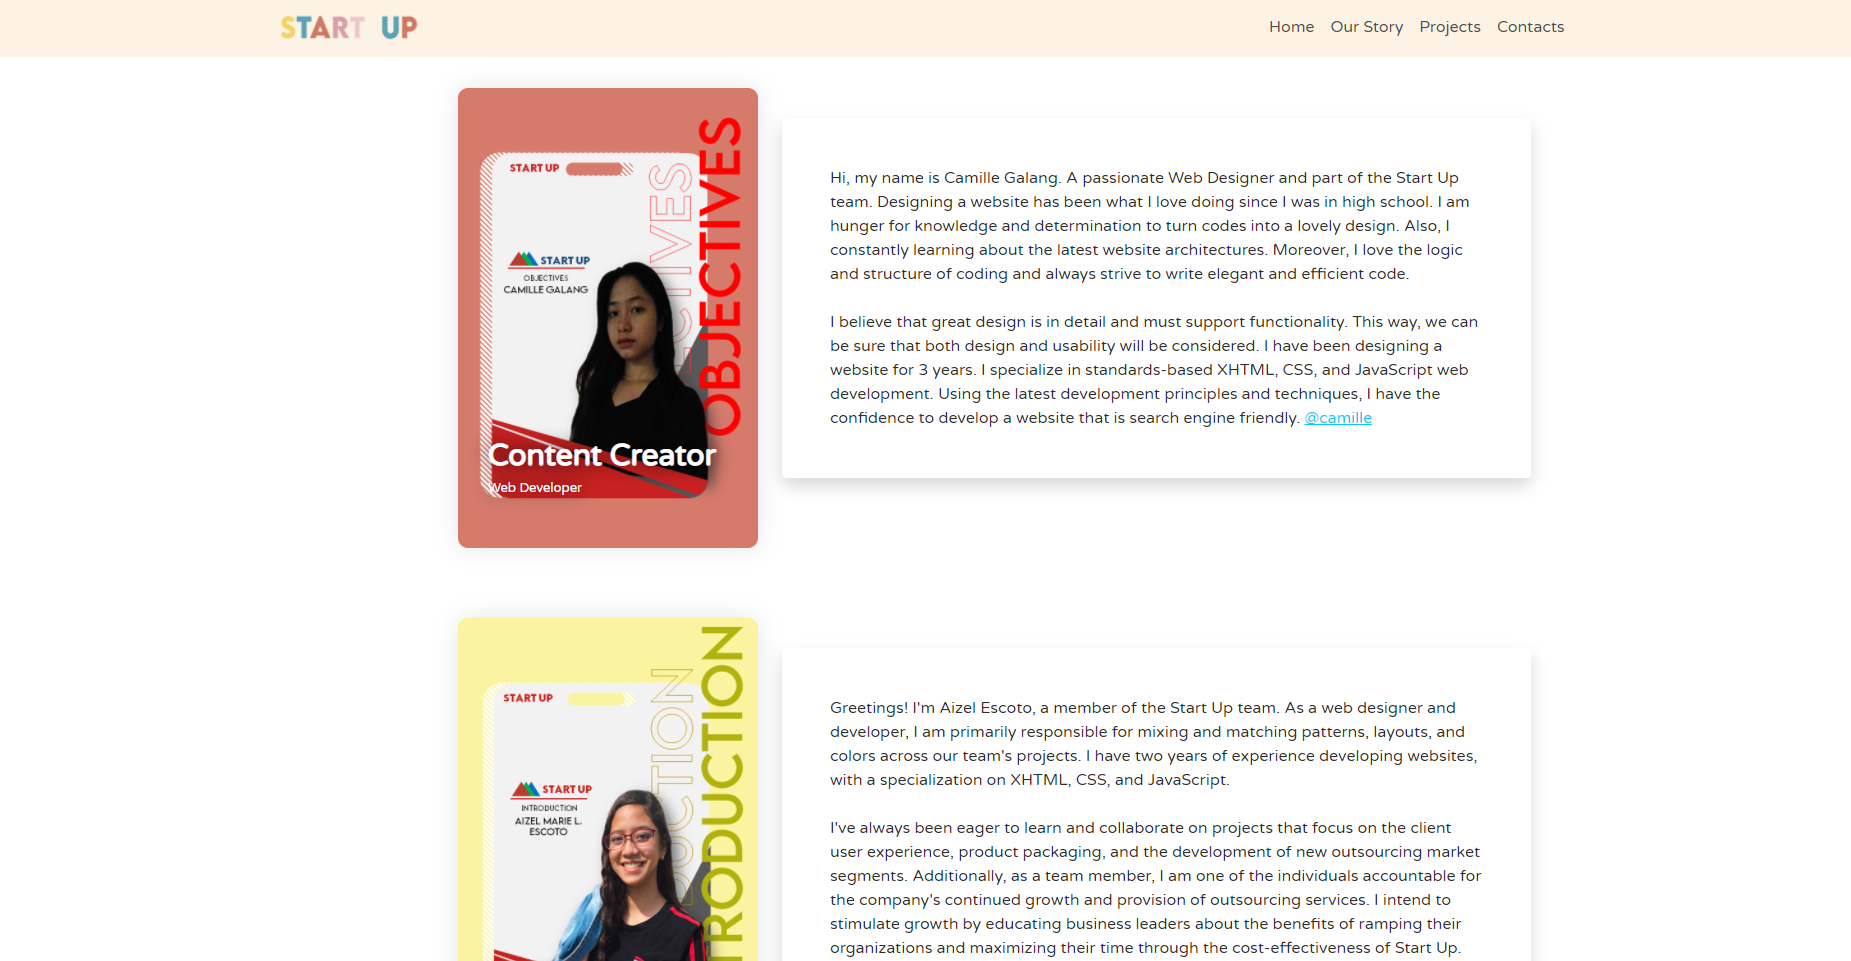 START UP
Home
Our Story
Projects
Contacts
START UP
OBJECTIVES
OBJECTIVES
START UP
OBJECTIVES
CAMILLE GALANG
Content Creator
Web Developer
Hi, my name is Camille Galang. A passionate Web Designer and part of the Start Up
team. Designing a website has been what I love doing since I was in high school. I am
hunger for knowledge and determination to turn codes into a lovely design. Also, I
constantly learning about the latest website architectures. Moreover, I love the logic
and structure of coding and always strive to write elegant and efficient code.
I believe that great design is in detail and must support functionality. This way, we can
be sure that both design and usability will be considered. I have been designing a
website for 3 years. I specialize in standards-based XHTML, CSS, and JavaScript web
development. Using the latest development principles and techniques, I have the
confidence to develop a website that is search engine friendly. @camille
START UP
START UP
INTRODUCTION
AIZEL MARIE L.
ESCOTO
Greetings! I'm Aizel Escoto, a member of the Start Up team. As a web designer and
developer, I am primarily responsible for mixing and matching patterns, layouts, and
colors across our team's projects. I have two years of experience developing websites,
with a specialization on XHTML, CSS, and JavaScript.
I've always been eager to learn and collaborate on projects that focus on the client
user experience, product packaging, and the development of new outsourcing market
segments. Additionally, as a team member, I am one of the individuals accountable for
the company's continued growth and provision of outsourcing services. I intend to
stimulate growth by educating business leaders about the benefits of ramping their
organizations and maximizing their time through the cost-effectiveness of Start Up.